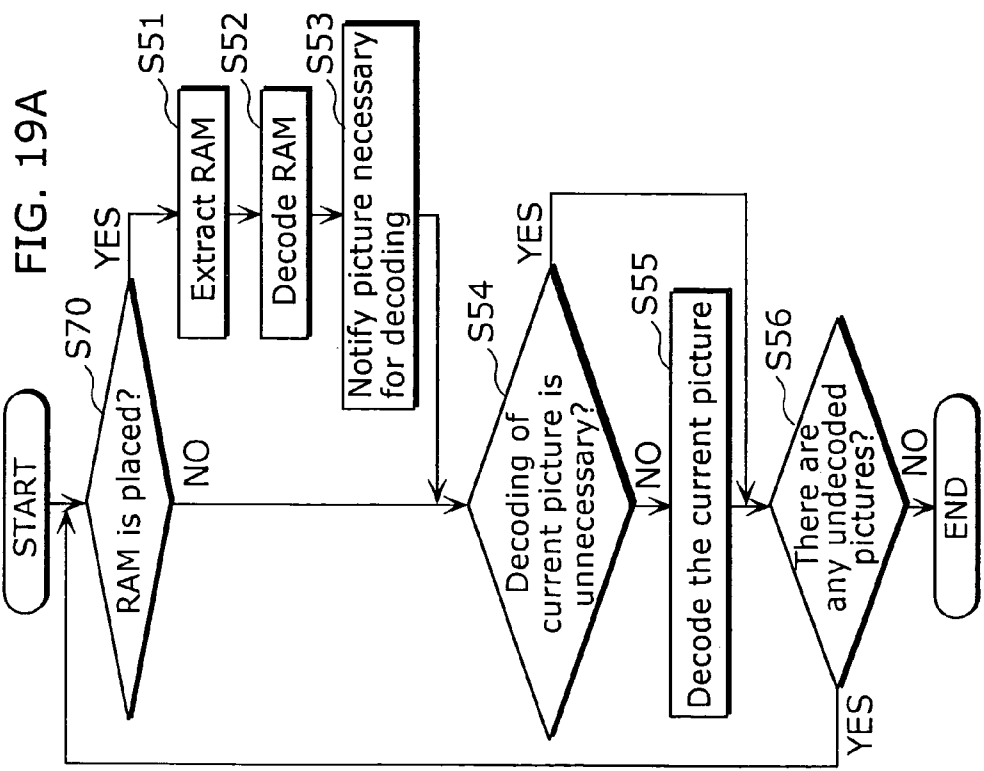 FIG. 19A
START
S70
RAM is placed?
YES
NO
S51
Extract RAM
S52
Decode RAM
S53
Notify picture necessary
for decoding
S54
Decoding of
current picture is
unnecessary?
YES
NO
S55
Decode the current picture
S56
There are
any undecoded
pictures?
YES
NO
END